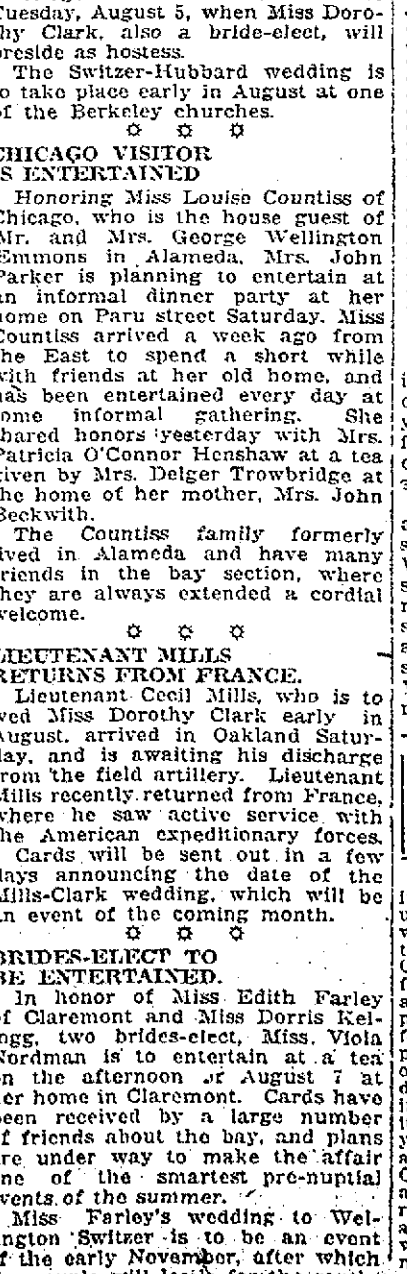 Tuesday, August 5, when Miss Doro-
thy Clark, also a bride-elect, will
preside as hostess.
The Switzer-Hubbard wedding is
to take place early in August at one
of the Berkeley churches.
CHICAGO VISITOR
IS ENTERTAINED
Honoring Miss Louise Countiss of
Chicago, who is the house guest of
Mr. and Mrs. George Wellington
Emmons in Alameda, Mrs. John
Parker is planning to entertain at
an informal dinner party at her
home on Paru street Saturday. Miss
Countiss arrived a week ago from
the East to spend a short while
with friends at her old home, and
has been entertained every day at
some informal gathering. She
shared honors yesterday with Mrs.
Patricia O'Connor Henshaw at a tea
given by Mrs. Delger Trowbridge at
the home of her mother, Mrs. John
Beckwith.
The Countiss family formerly
lived in Alameda and have many
friends in the bay section, where
they are always extended a cordial
welcome.
LIEUTENANT MILLS
RETURNS FROM FRANCE.
Lieutenant Cecil Mills, who is to
wed Miss Dorothy Clark early in
August, arrived in Oakland Satur-
day, and is awaiting his discharge
from the field artillery. Lieutenant
Mills recently returned from France,
where he saw active service with
the American expeditionary forces.
Cards will be sent out in a few
days announcing the date of the
Mills-Clark wedding, which will be
an event of the coming month.
BRIDES-ELECT TO
BE ENTERTAINED.
In honor of Miss Edith Farley
of Claremont and Miss Dorris Kel-
logg, two brides-elect, Miss Viola
Nordman is to entertain at a tea
on the afternoon of August 7 at
her home in Claremont. Cards have
been received by a large number
of friends about the bay, and plans
are under way to make the affair
one of the smartest pre-nuptial
events of the summer.
Miss Farley's wedding to Wel-
lington Switzer is to be an event
of the early November, after which